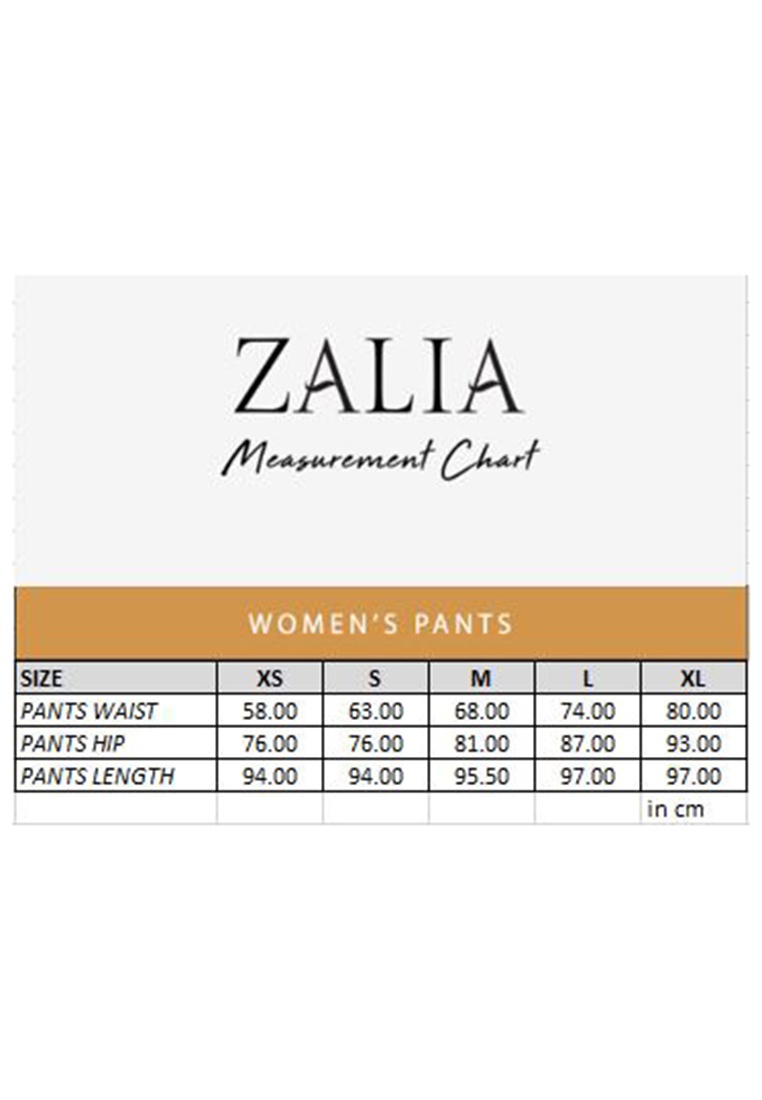 ZALIA
Measurement Chart
WOMEN'S PANTS
SIZE XS S M L XL
PANTS WAIST 58.00 63.00 68.00 74.00 80.00
PANTS HIP 76.00 76.00 81.00 87.00 93.00
PANTS LENGTH 94.00 94.00 95.50 97.00 97.00
in cm